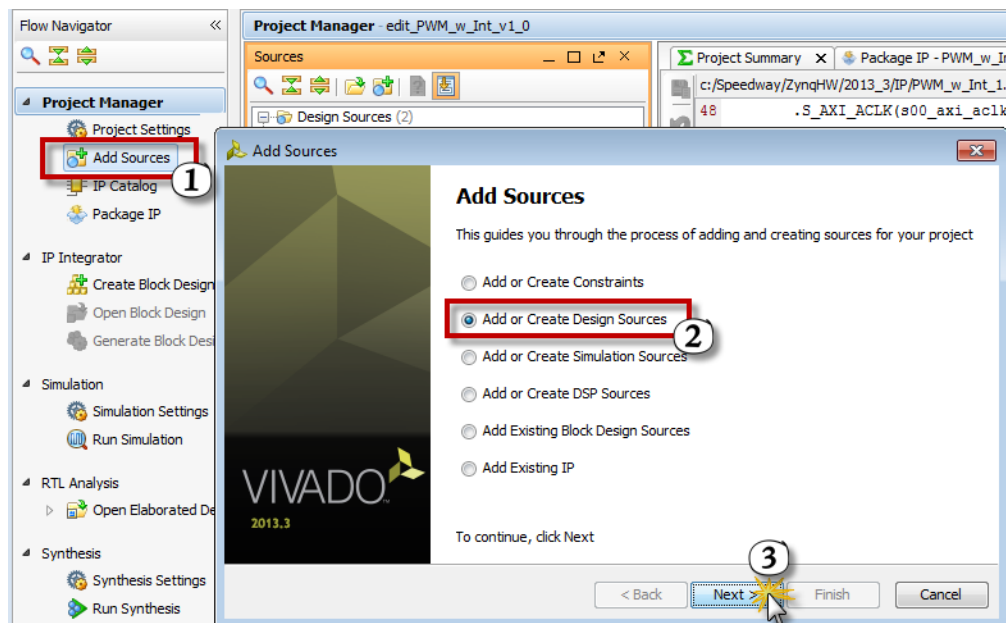 Flow Navigator
Project Manager
Project Settings
Add Sources
1
IP Catalog
Package IP
IP Integrator
Create Block Design
Open Block Design
Generate Block Desi
Simulation
Simulation Settings
Run Simulation
RTL Analysis
Open Elaborated De
Synthesis
Synthesis Settings
Run Synthesis
Project Manager - edit_PWM_w_Int_v1_0
Sources
Design Sources (2)
Project Summary
Package IP - PWM_w_In
c:/Speedway/ZynqHW/2013_3/IP/PWM_w_Int_1.
48 .S_AXI_ACLK(s00_axi_aclk
Add Sources
Add Sources
This guides you through the process of adding and creating sources for your project
Add or Create Constraints
Add or Create Design Sources
2
Add or Create Simulation Sources
Add or Create DSP Sources
Add Existing Block Design Sources
Add Existing IP
To continue, click Next
VIVADO
2013.3
3
< Back
Next >
Finish
Cancel